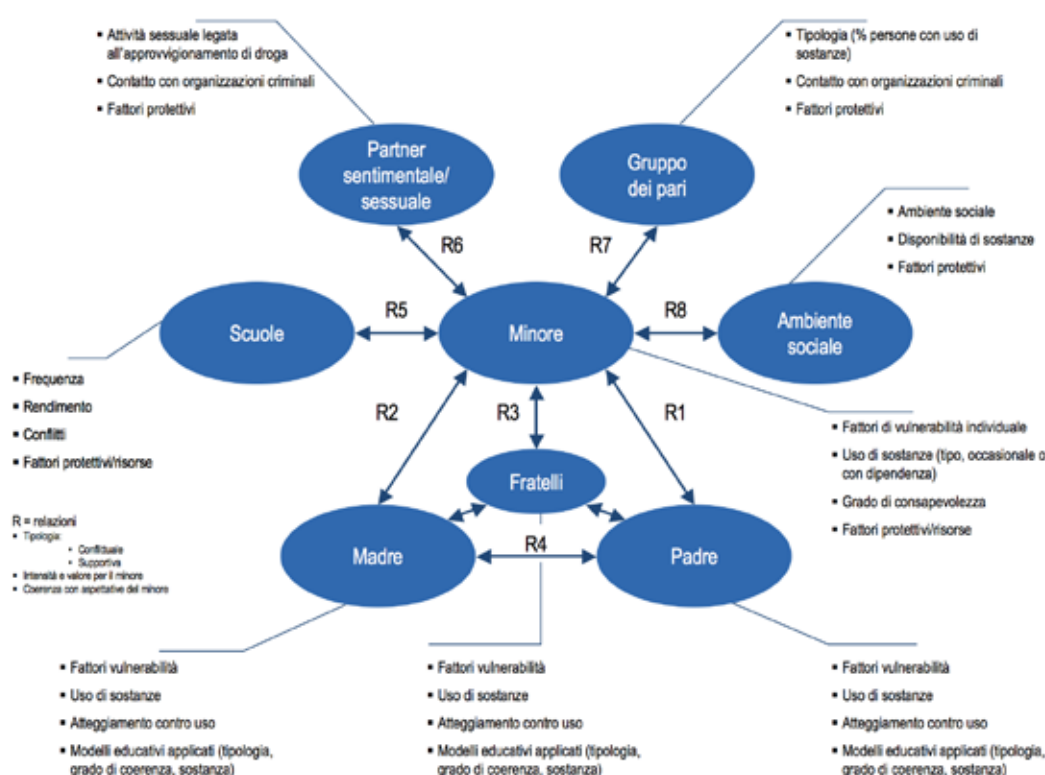 ▪ Attività sessuale legata
all'approvvigionamento di droga
▪ Contatto con organizzazioni criminali
▪ Fattori protettivi
▪ Tipologia (% persone con uso di
sostanze)
▪ Contatto con organizzazioni criminali
▪ Fattori protettivi
Partner
sentimentale/
sessuale
Gruppo
dei pari
▪ Ambiente sociale
▪ Disponibilità di sostanze
▪ Fattori protettivi
R6
R7
Scuole
R5
Minore
R8
Ambiente
sociale
▪ Frequenza
▪ Rendimento
▪ Conflitti
▪ Fattori protettivi/risorse
R2
R3
R1
▪ Fattori di vulnerabilità individuale
▪ Uso di sostanze (tipo, occasionale o
con dipendenza)
▪ Grado di consapevolezza
▪ Fattori protettivi/risorse
Fratelli
R = relazioni
▪ Tipologia:
▪ Conflittuale
▪ Supportiva
▪ Intensità e valore per il minore
▪ Coerenza con aspettative del minore
Madre
R4
Padre
▪ Fattori vulnerabilità
▪ Uso di sostanze
▪ Atteggiamento contro uso
▪ Modelli educativi applicati (tipologia,
grado di coerenza, sostanza)
▪ Fattori vulnerabilità
▪ Uso di sostanze
▪ Atteggiamento contro uso
▪ Modelli educativi applicati (tipologia,
grado di coerenza, sostanza)
▪ Fattori vulnerabilità
▪ Uso di sostanze
▪ Atteggiamento contro uso
▪ Modelli educativi applicati (tipologia,
grado di coerenza, sostanza)